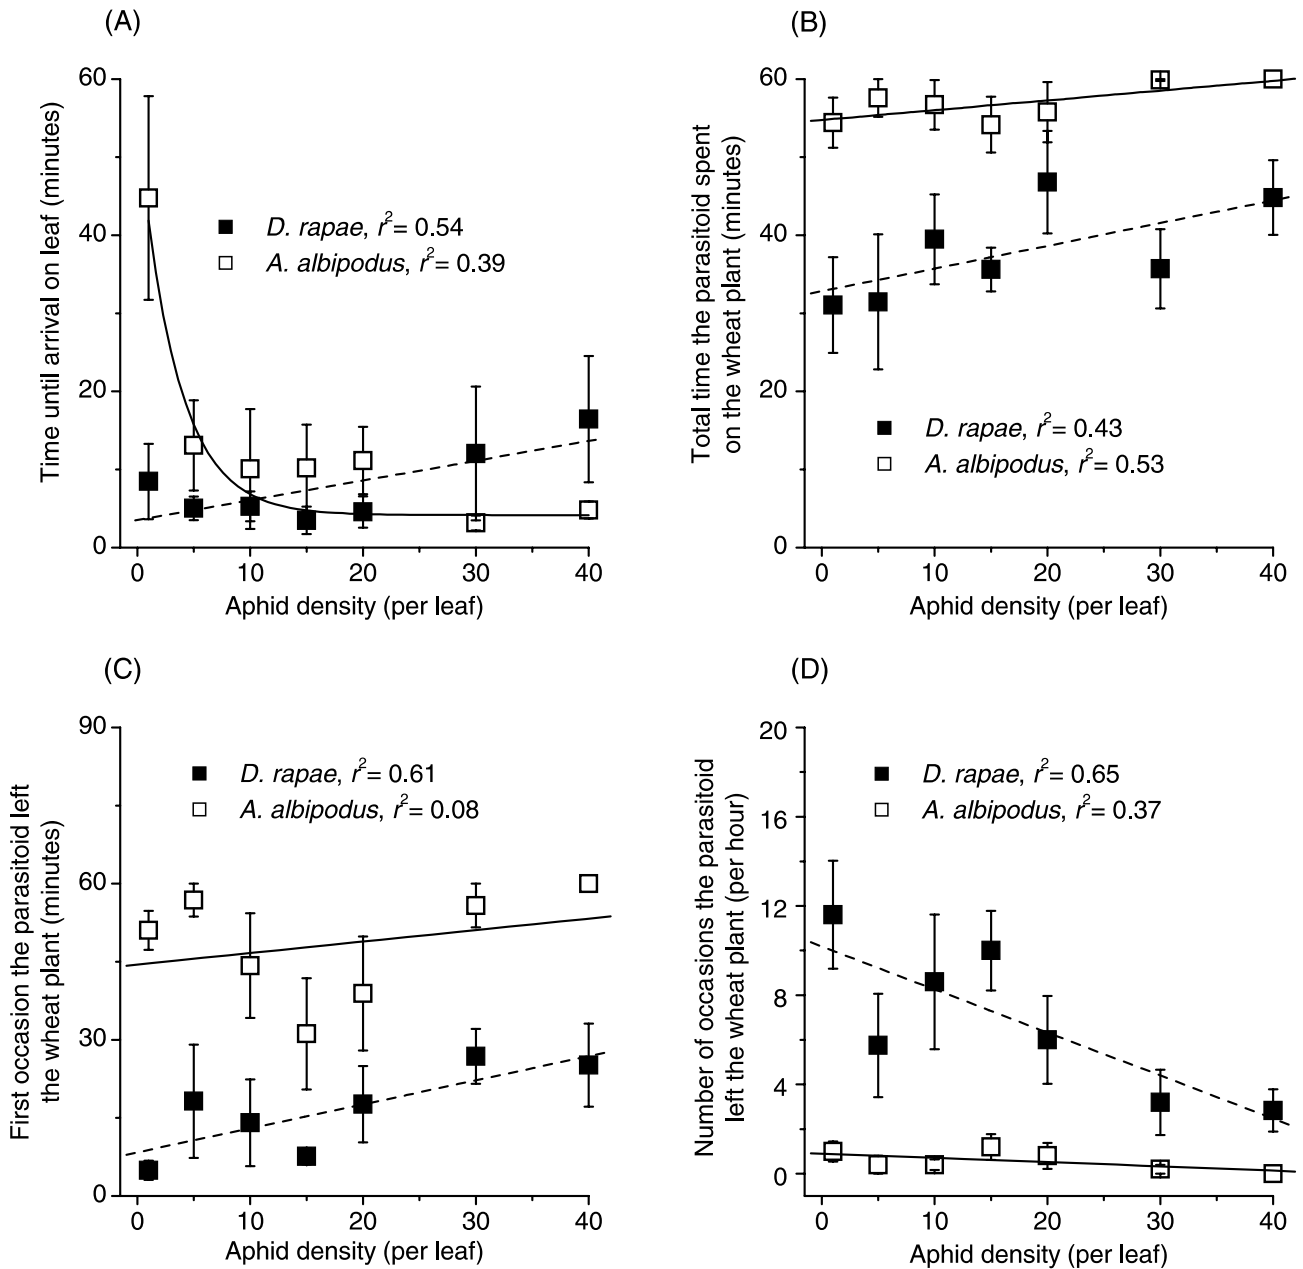 (A)
60
40
20
0
Time until arrival on leaf (minutes)
D. rapae, r²= 0.54
A. albipodus, r²= 0.39
0 10 20 30 40
Aphid density (per leaf)
(B)
60
40
20
0
Total time the parasitoid spent
on the wheat plant (minutes)
D. rapae, r²= 0.43
A. albipodus, r²= 0.53
0 10 20 30 40
Aphid density (per leaf)
(C)
90
60
30
0
First occasion the parasitoid left
the wheat plant (minutes)
D. rapae, r²= 0.61
A. albipodus, r²= 0.08
0 10 20 30 40
Aphid density (per leaf)
(D)
20
16
12
8
4
0
Number of occasions the parasitoid
left the wheat plant (per hour)
D. rapae, r²= 0.65
A. albipodus, r²= 0.37
0 10 20 30 40
Aphid density (per leaf)